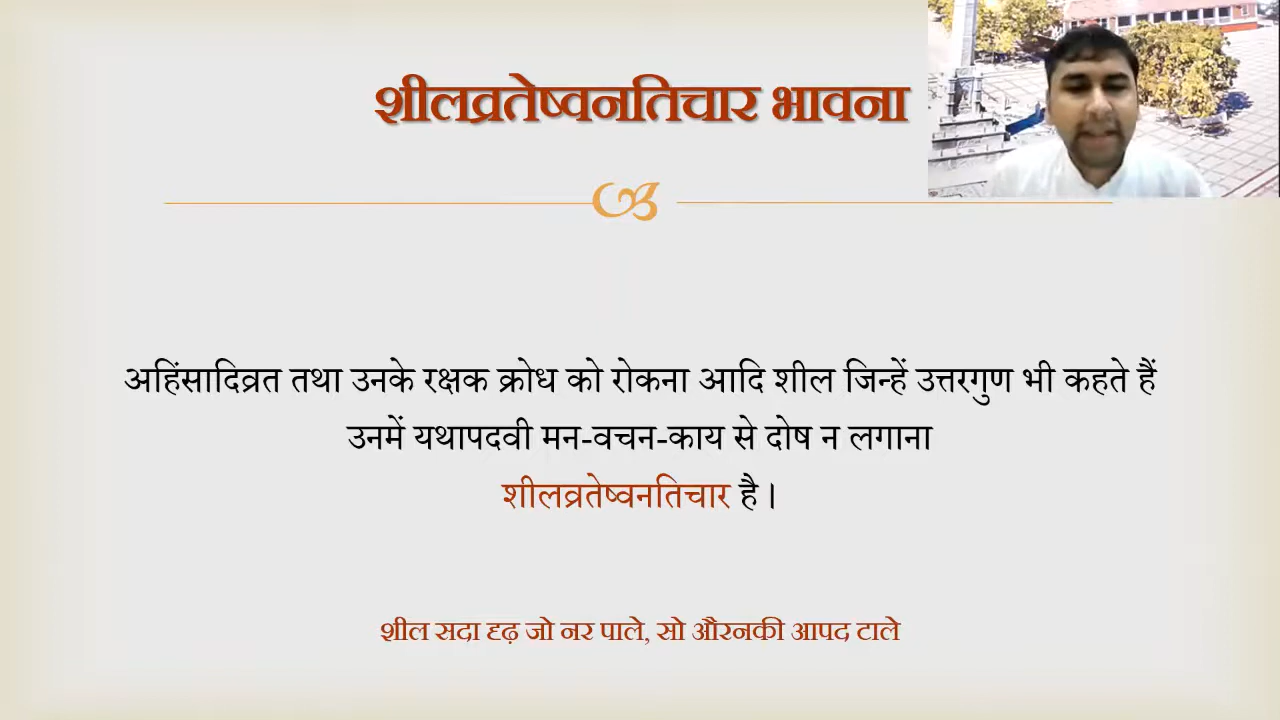 शीलव्रतेष्वनतिचार भावना
अहिंसादिव्रत तथा उनके रक्षक क्रोध को रोकना आदि शील जिन्हें उत्तरगुण भी कहते हैं
उनमें यथापदवी मन-वचन-काय से दोष न लगाना
शीलव्रतेष्वनतिचार है ।
शील सदा दृढ़ जो नर पाले, सो औरनकी आपद टाले